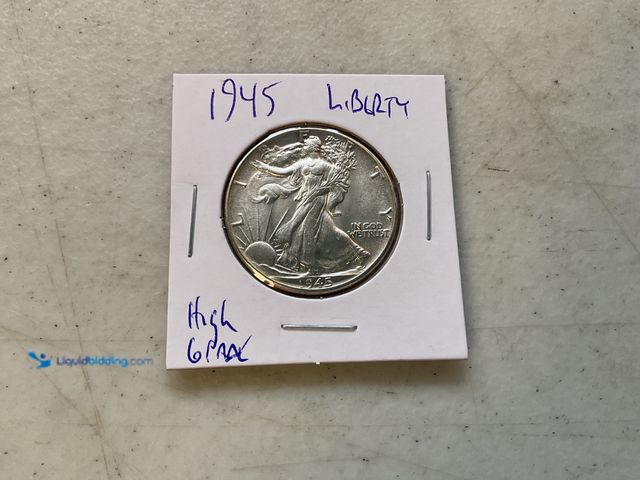 1945 LIBERTY
LIBERTY
IN GOD
WE TRUST
1945
High
GRADE
Liquidbidding.com